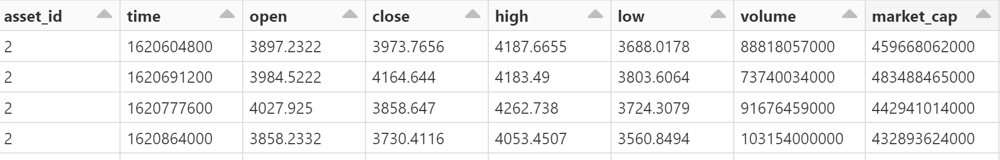 asset_id time open close high low volume market_cap
2 1620604800 3897.2322 3973.7656 4187.6655 3688.0178 88818057000 459668062000
2 1620691200 3984.5222 4164.644 4183.49 3803.6064 73740034000 483488465000
2 1620777600 4027.925 3858.647 4262.738 3724.3079 91676459000 442941014000
2 1620864000 3858.2332 3730.4116 4053.4507 3560.8494 103154000000 432893624000